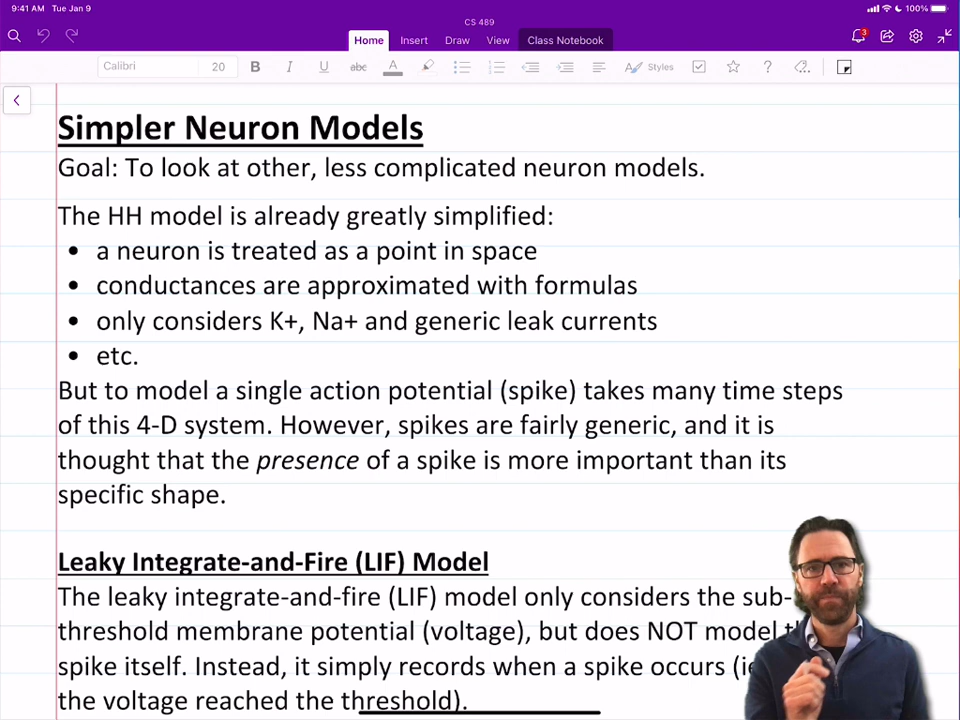 9:41 AM Tue Jan 9
100%
CS 489
Home Insert Draw View Class Notebook
3
Calibri 20 B I U abc A Styles ?
Simpler Neuron Models
Goal: To look at other, less complicated neuron models.
The HH model is already greatly simplified:
• a neuron is treated as a point in space
• conductances are approximated with formulas
• only considers K+, Na+ and generic leak currents
• etc.
But to model a single action potential (spike) takes many time steps
of this 4-D system. However, spikes are fairly generic, and it is
thought that the presence of a spike is more important than its
specific shape.
Leaky Integrate-and-Fire (LIF) Model
The leaky integrate-and-fire (LIF) model only considers the sub-
threshold membrane potential (voltage), but does NOT model
spike itself. Instead, it simply records when a spike occurs
the voltage reached the threshold).